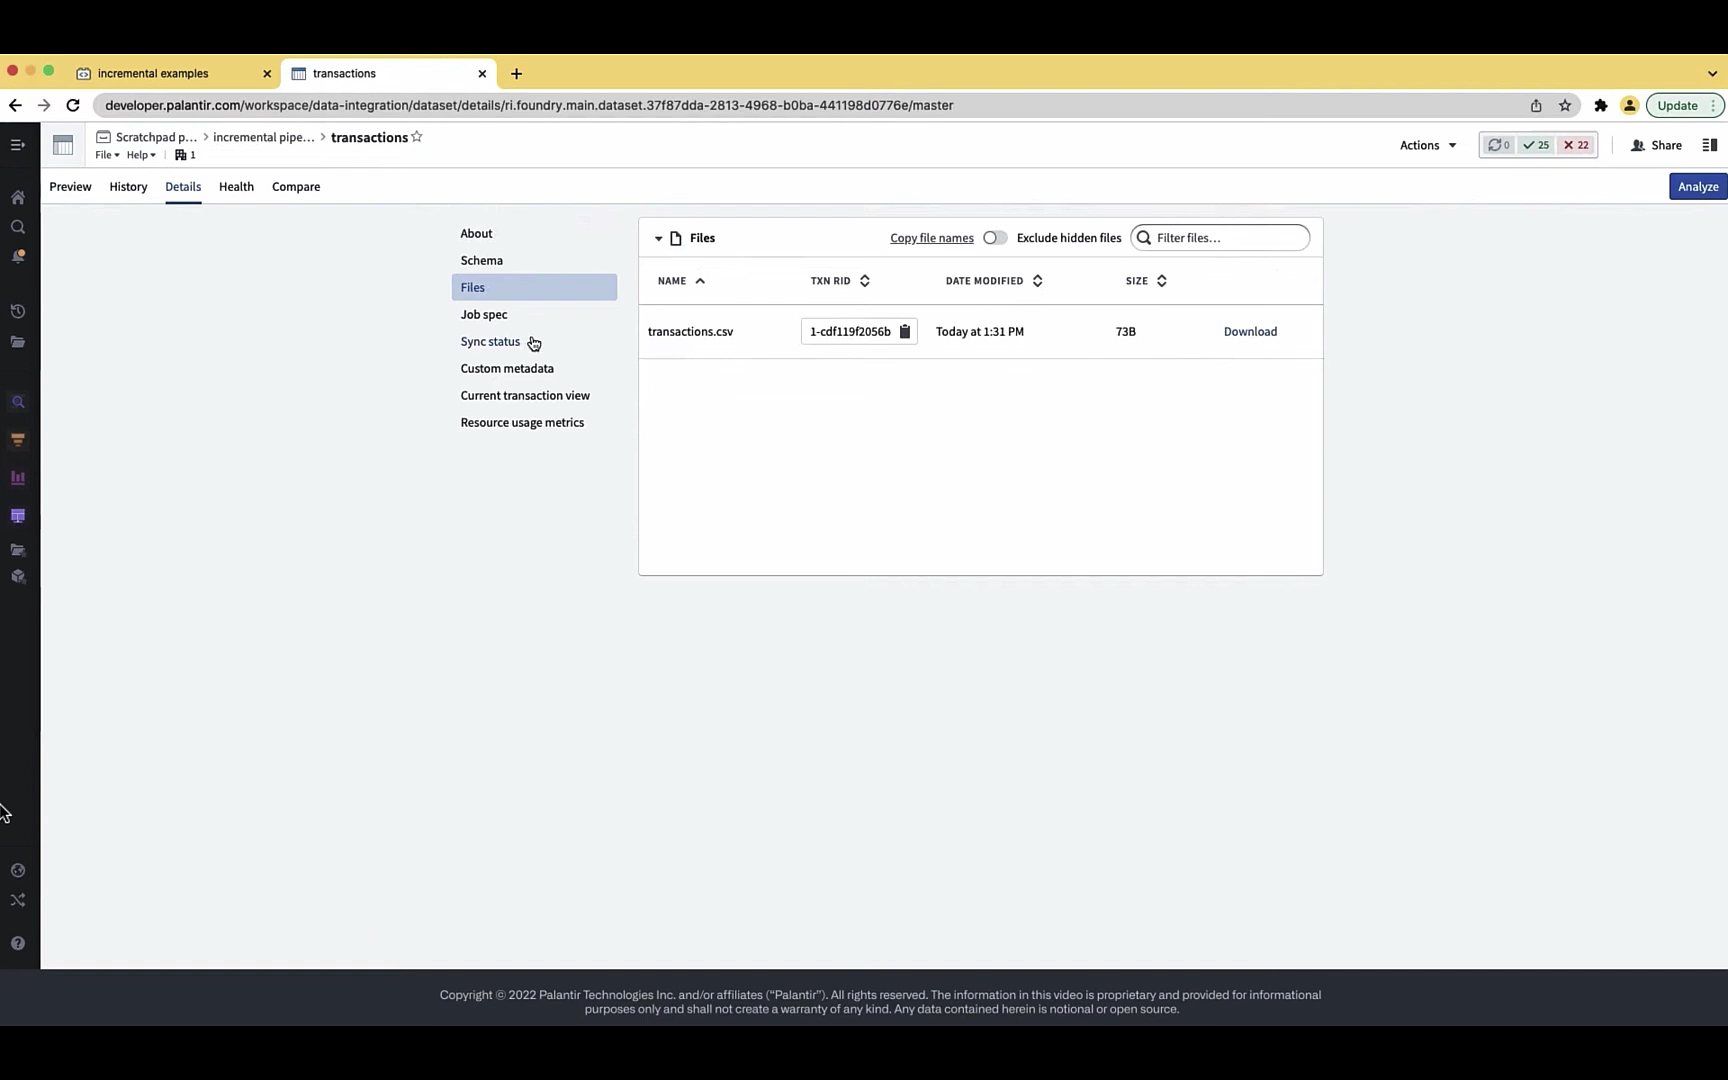 incremental examples
transactions
developer.palantir.com/workspace/data-integration/dataset/details/ri.foundry.main.dataset.37f87dda-2813-4968-b0ba-441198d0776e/master
Update
Scratchpad p... > incremental pipe... > transactions
File Help 1
Actions
0 25 22
Share
Preview History Details Health Compare
Analyze
About
Schema
Files
Job spec
Sync status
Custom metadata
Current transaction view
Resource usage metrics
Files Copy file names Exclude hidden files Filter files...
NAME TXN RID DATE MODIFIED SIZE
transactions.csv 1-cdf119f2056b Today at 1:31 PM 73B Download
Copyright © 2022 Palantir Technologies Inc. and/or affiliates (“Palantir”). All rights reserved. The information in this video is proprietary and provided for informational
purposes only and shall not create a warranty of any kind. Any data contained herein is notional or open source.